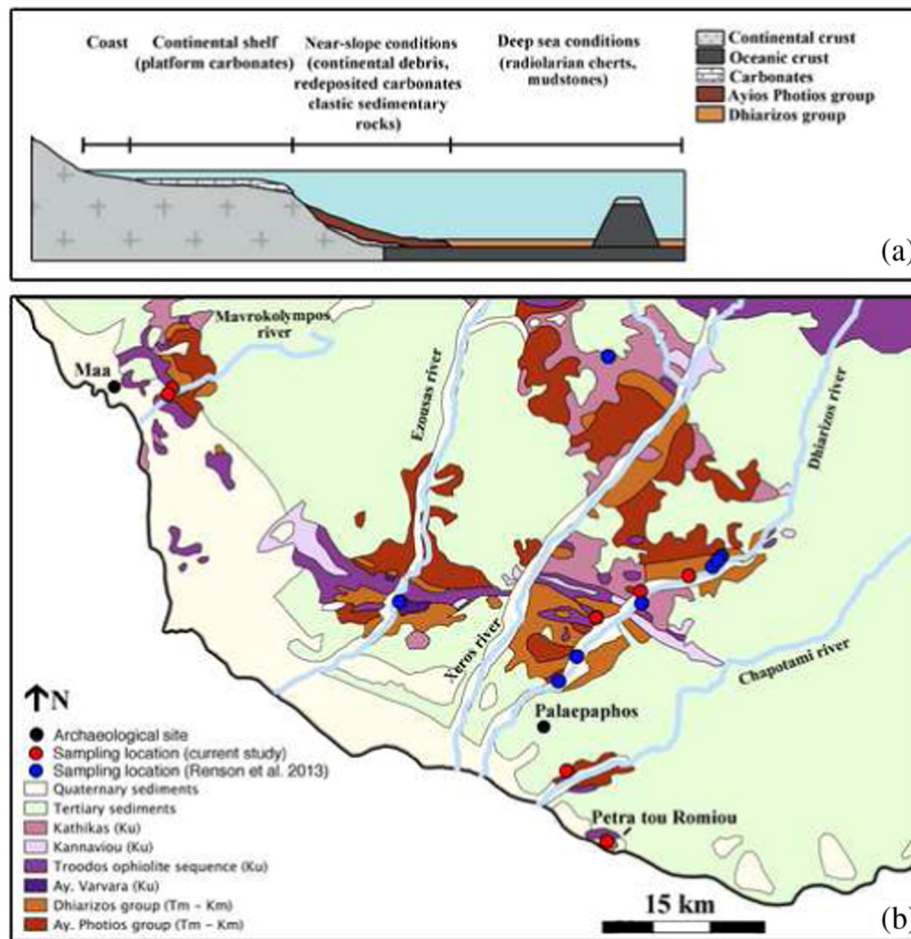 Coast
Continental shelf
(platform carbonates)
Near-slope conditions
(continental debris,
redeposited carbonates
clastic sedimentary
rocks)
Deep sea conditions
(radiolarian cherts,
mudstones)
Continental crust
Oceanic crust
Carbonates
Ayios Photios group
Dhiarizos group
(a)
Mavrokolympos
river
Maa
Ezousas river
Dhiarizos river
Xeros river
Chapotami river
Palaepaphos
Petra tou Romiou
N
Archaeological site
Sampling location (current study)
Sampling location (Renson et al. 2013)
Quaternary sediments
Tertiary sediments
Kathikas (Ku)
Kannaviou (Ku)
Troodos ophiolite sequence (Ku)
Ay. Varvara (Ku)
Dhiarizos group (Tm - Km)
Ay. Photios group (Tm - Km)
15 km
(b)